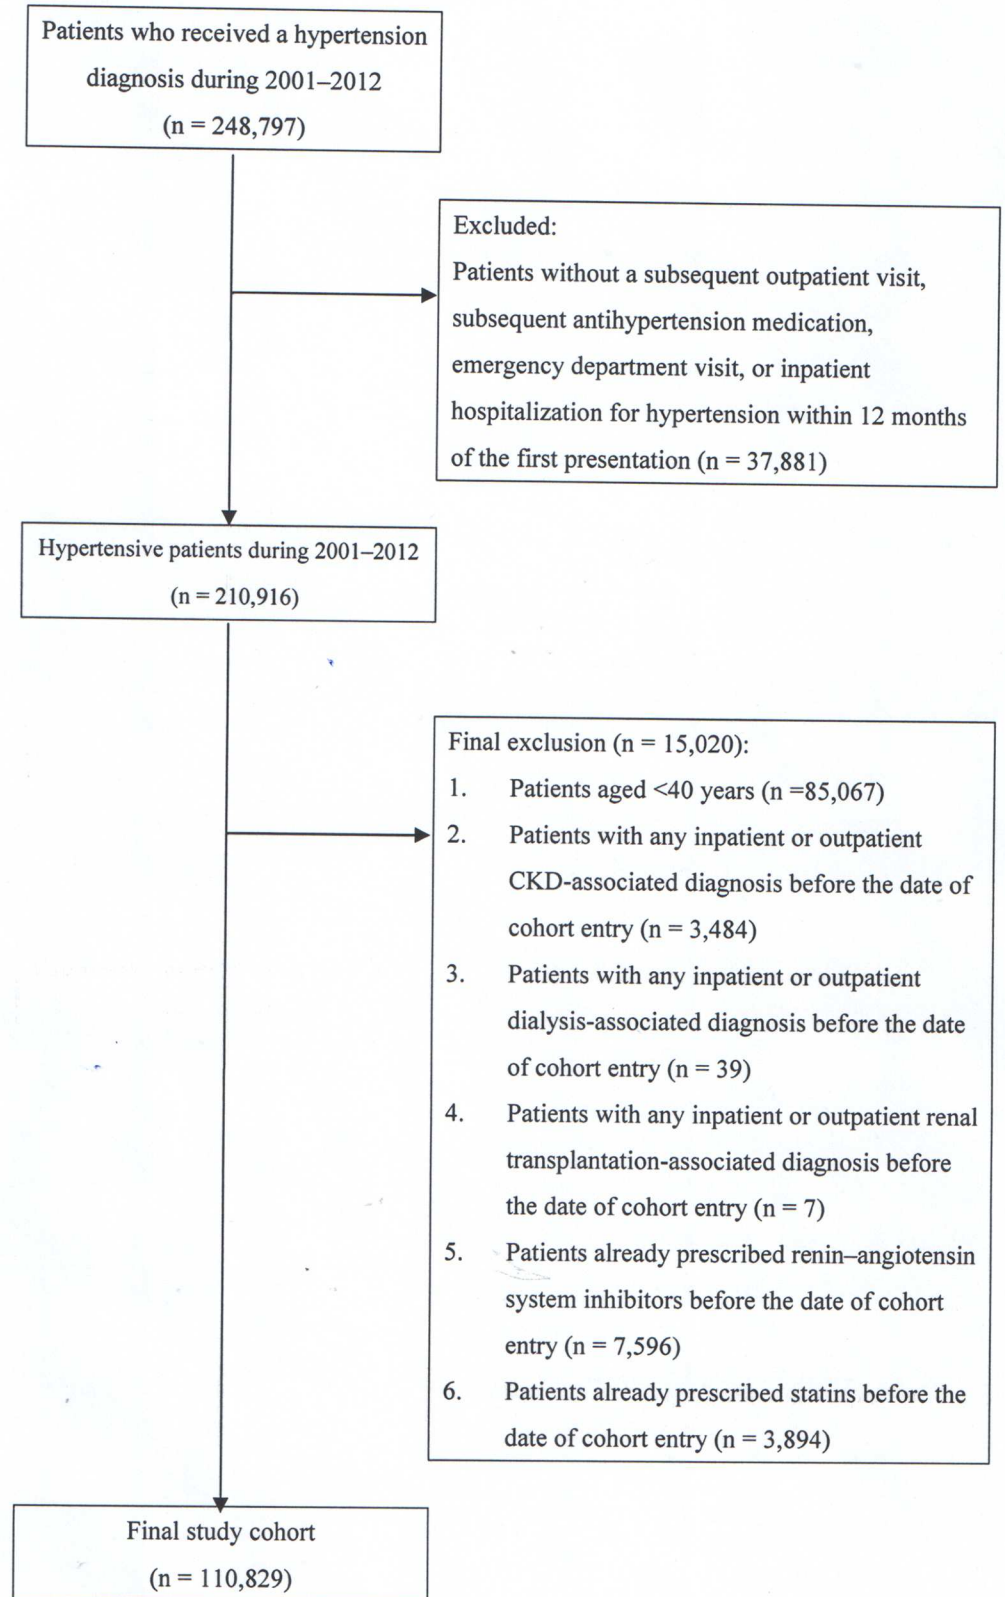 Patients who received a hypertension
diagnosis during 2001–2012
(n = 248,797)
Excluded:
Patients without a subsequent outpatient visit,
subsequent antihypertension medication,
emergency department visit, or inpatient
hospitalization for hypertension within 12 months
of the first presentation (n = 37,881)
Hypertensive patients during 2001–2012
(n = 210,916)
Final exclusion (n = 15,020):
1. Patients aged <40 years (n =85,067)
2. Patients with any inpatient or outpatient
CKD-associated diagnosis before the date of
cohort entry (n = 3,484)
3. Patients with any inpatient or outpatient
dialysis-associated diagnosis before the date
of cohort entry (n = 39)
4. Patients with any inpatient or outpatient renal
transplantation-associated diagnosis before
the date of cohort entry (n = 7)
5. Patients already prescribed renin–angiotensin
system inhibitors before the date of cohort
entry (n = 7,596)
6. Patients already prescribed statins before the
date of cohort entry (n = 3,894)
Final study cohort
(n = 110,829)